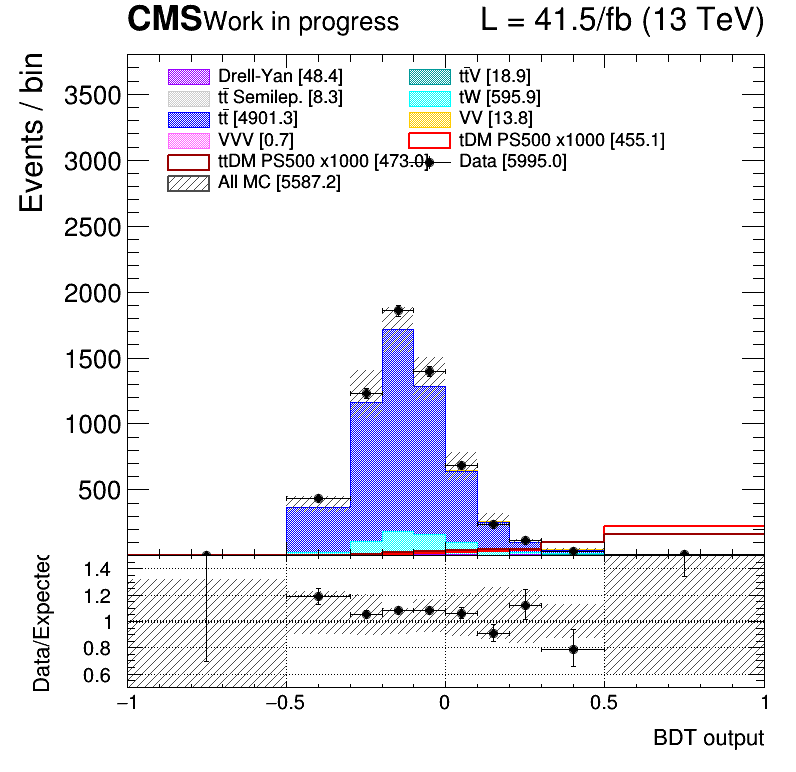 CMS Work in progress L = 41.5/fb (13 TeV)
Events / bin
3500
3000
2500
2000
1500
1000
500
Drell-Yan [48.4]
tt̄ Semilep. [8.3]
tt̄ [4901.3]
VVV [0.7]
ttDM PS500 x1000 [473.0]
All MC [5587.2]
tt̄V [18.9]
tW [595.9]
VV [13.8]
tDM PS500 x1000 [455.1]
Data [5995.0]
Data/Expected
1.4
1.2
1
0.8
0.6
−1 −0.5 0 0.5 1
BDT output